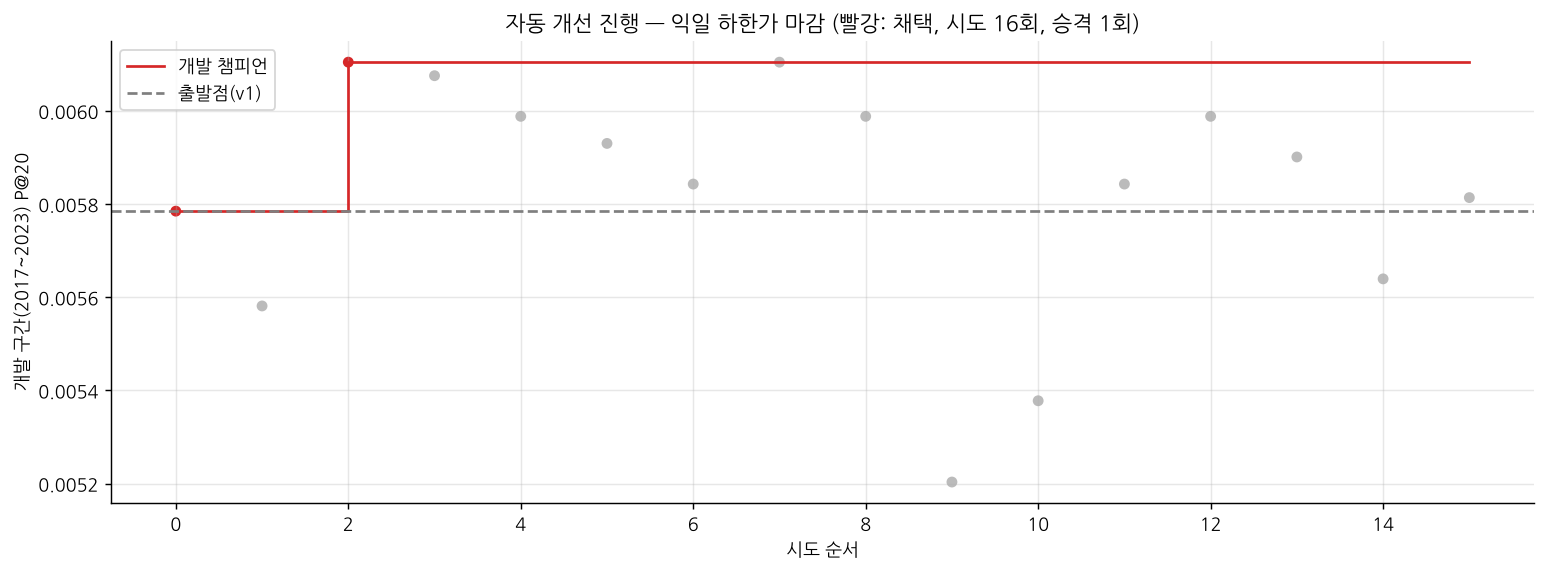 자동 개선 진행 — 익일 하한가 마감 (빨강: 채택, 시도 16회, 승격 1회)
개발 챔피언
출발점(v1)
개발 구간(2017~2023) P@20
0.0060
0.0058
0.0056
0.0054
0.0052
0 2 4 6 8 10 12 14
시도 순서